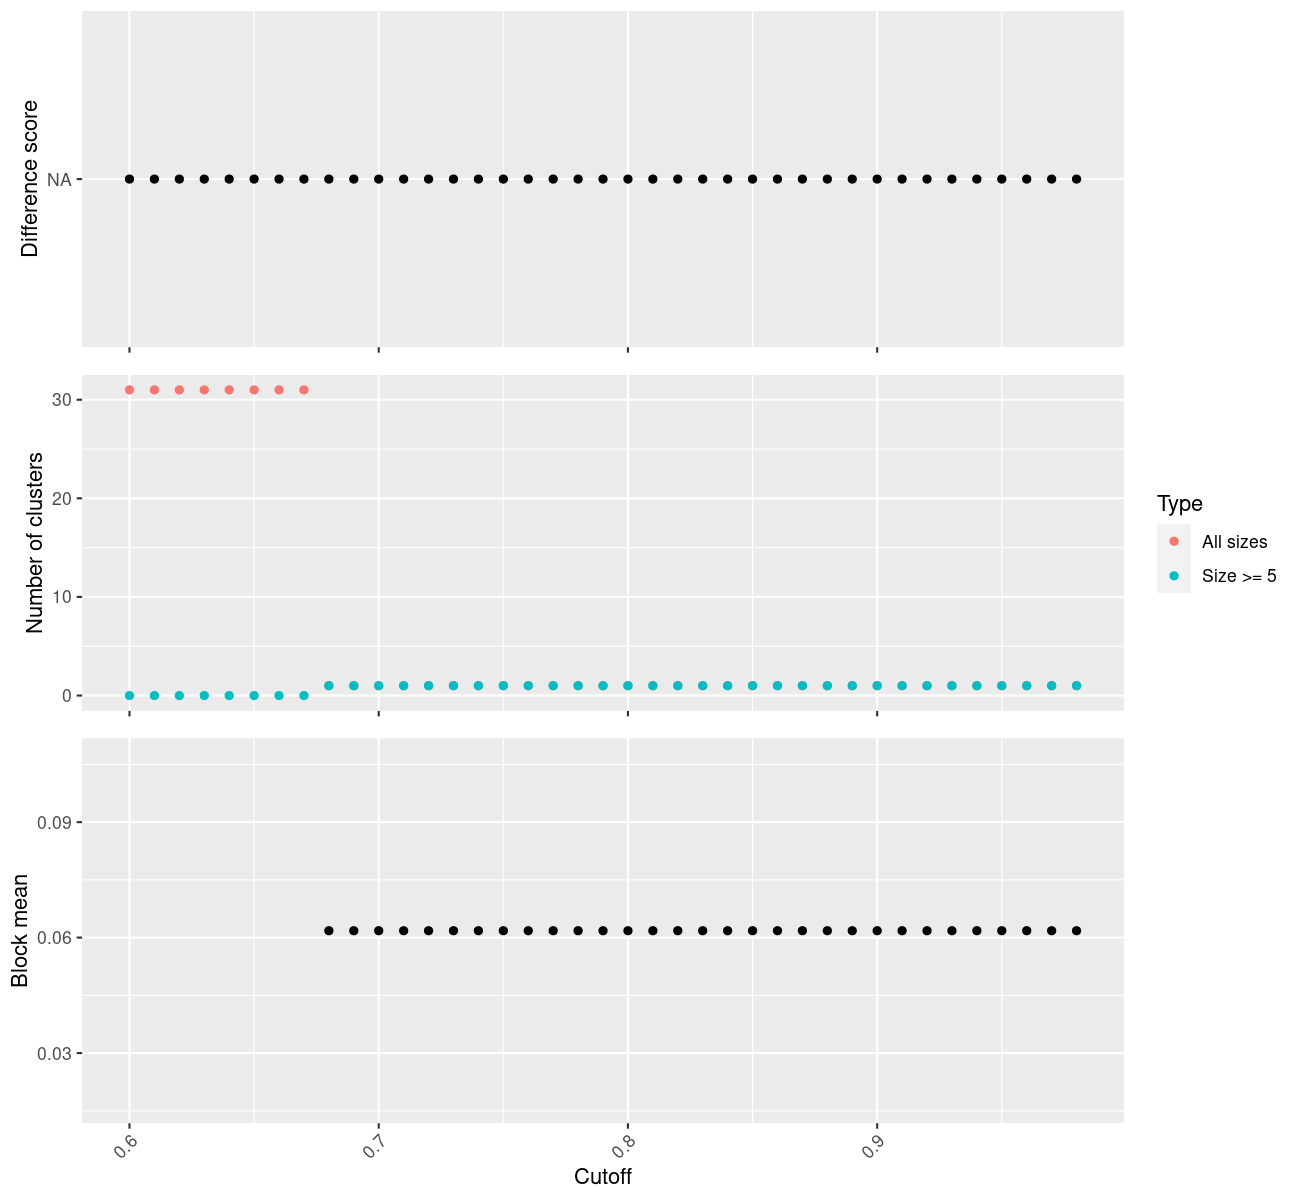 Difference score
NA
Number of clusters
30
20
10
0
Type
All sizes
Size >= 5
Block mean
0.09
0.06
0.03
0.6
0.7
0.8
0.9
Cutoff